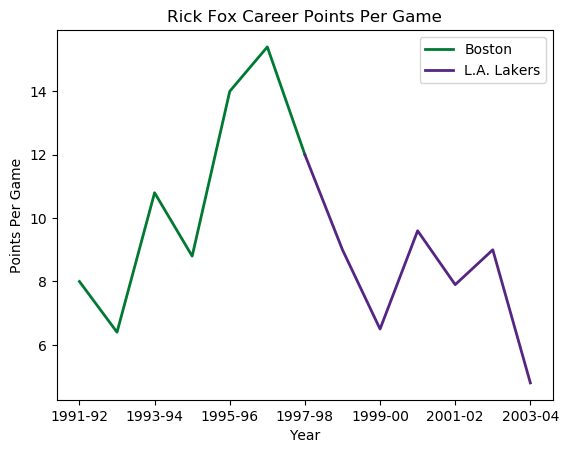 Rick Fox Career Points Per Game
Boston
L.A. Lakers
Points Per Game
14
12
10
8
6
1991-92 1993-94 1995-96 1997-98 1999-00 2001-02 2003-04
Year